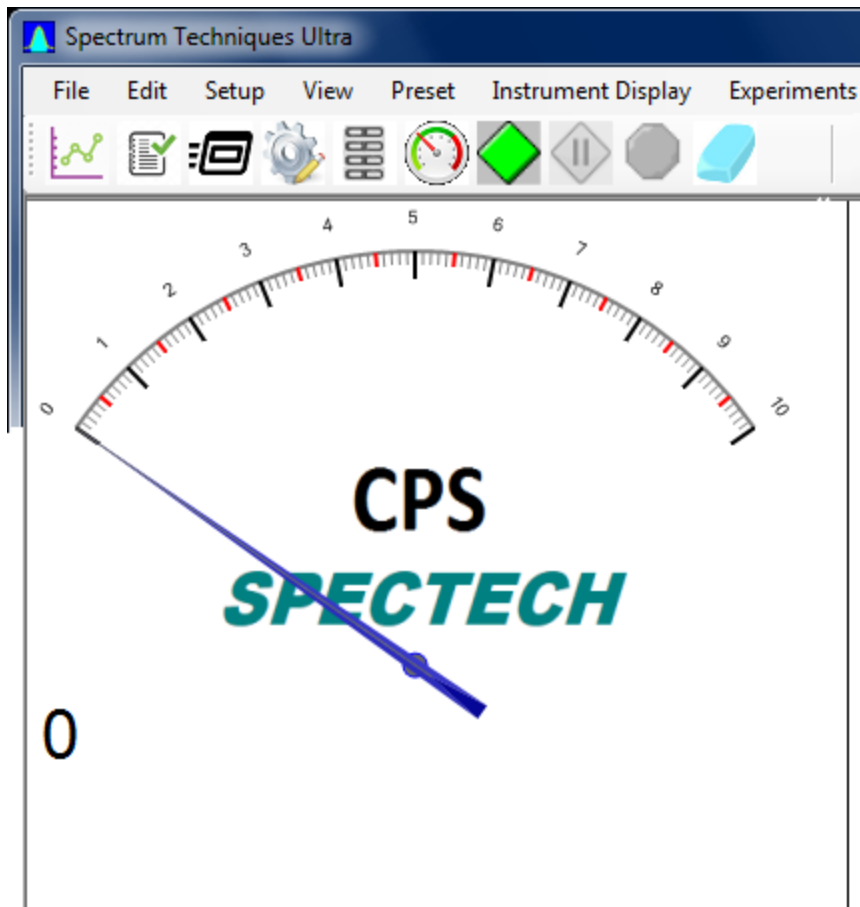 Spectrum Techniques Ultra
File Edit Setup View Preset Instrument Display Experiments
0 1 2 3 4 5 6 7 8 9 10
CPS
SPECTECH
0